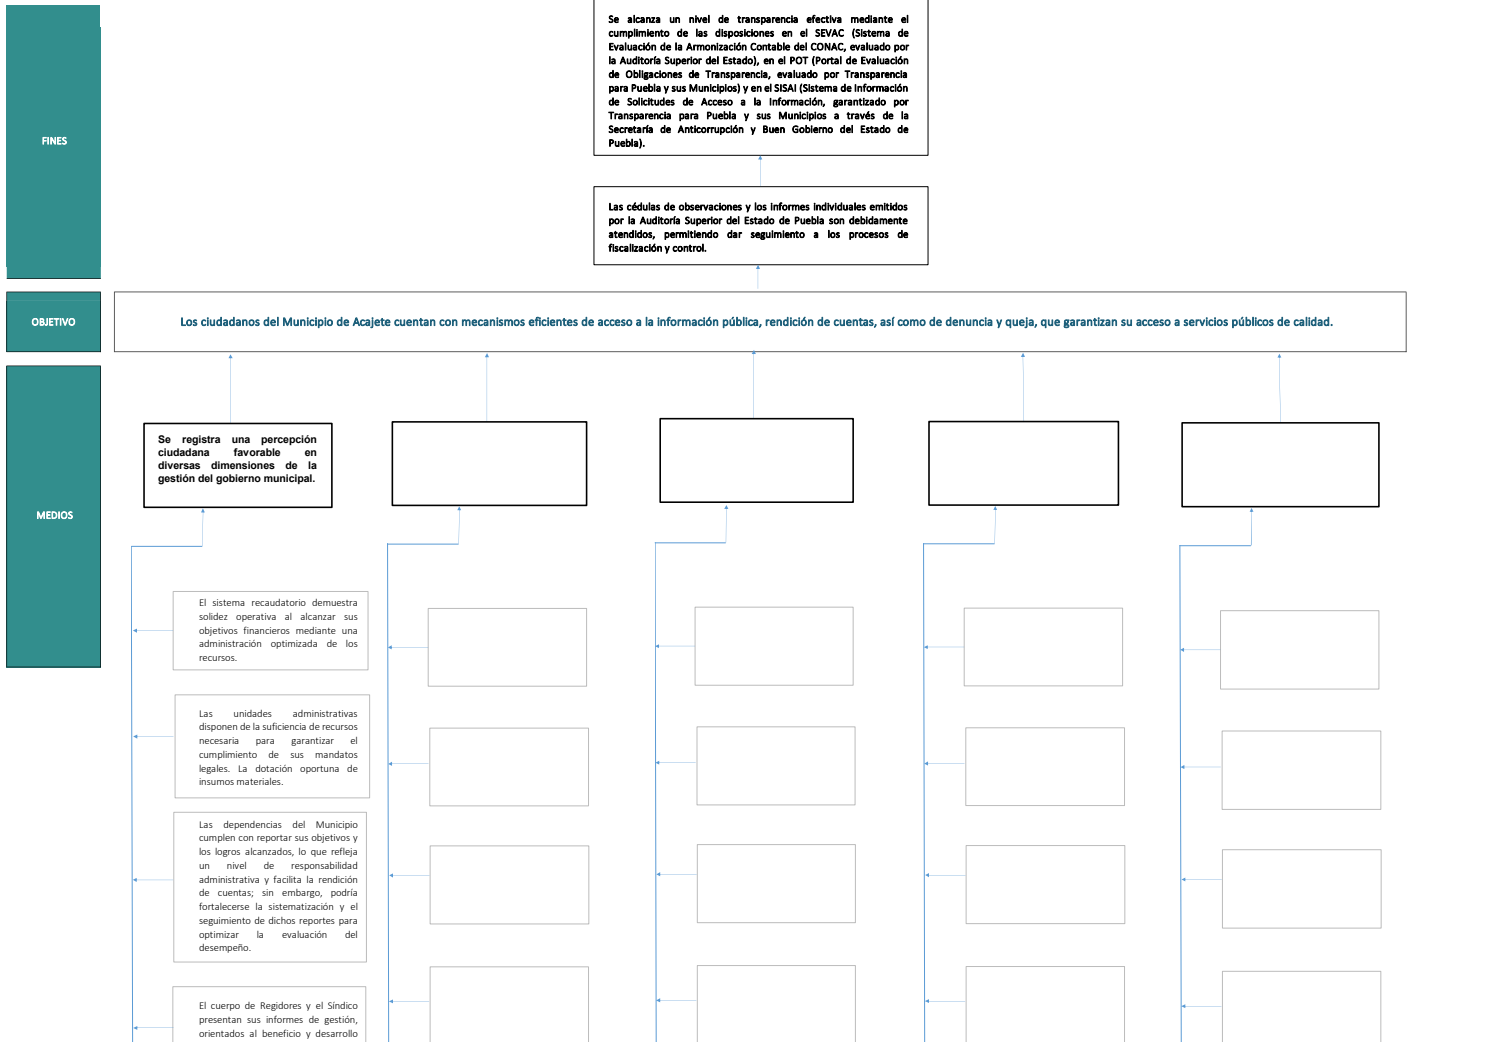 Se alcanza un nivel de transparencia efectiva mediante el
cumplimiento de las disposiciones en el SEVAC (Sistema de
Evaluación de la Armonización Contable del CONAC, evaluado por
la Auditoría Superior del Estado), en el POT (Portal de Evaluación
de Obligaciones de Transparencia, evaluado por Transparencia
para Puebla y sus Municipios) y en el SISAI (Sistema de Información
de Solicitudes de Acceso a la Información, garantizado por
Transparencia para Puebla y sus Municipios a través de la
Secretaría de Anticorrupción y Buen Gobierno del Estado de
Puebla).
FINES
Las cédulas de observaciones y los informes individuales emitidos
por la Auditoría Superior del Estado de Puebla son debidamente
atendidos, permitiendo dar seguimiento a los procesos de
fiscalización y control.
OBJETIVO
Los ciudadanos del Municipio de Acajete cuentan con mecanismos eficientes de acceso a la información pública, rendición de cuentas, así como de denuncia y queja, que garantizan su acceso a servicios públicos de calidad.
MEDIOS
Se registra una percepción
ciudadana favorable en
diversas dimensiones de la
gestión del gobierno municipal.
El sistema recaudatorio demuestra
solidez operativa al alcanzar sus
objetivos financieros mediante una
administración optimizada de los
recursos.
Las unidades administrativas
disponen de la suficiencia de recursos
necesaria para garantizar el
cumplimiento de sus mandatos
legales. La dotación oportuna de
insumos materiales.
Las dependencias del Municipio
cumplen con reportar sus objetivos y
los logros alcanzados, lo que refleja
un nivel de responsabilidad
administrativa y facilita la rendición
de cuentas; sin embargo, podría
fortalecerse la sistematización y el
seguimiento de dichos reportes para
optimizar la evaluación del
desempeño.
El cuerpo de Regidores y el Síndico
presentan sus informes de gestión,
orientados al beneficio y desarrollo